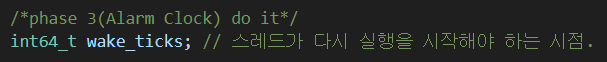 /*phase 3(Alarm Clock) do it*/
int64_t wake_ticks; // 스레드가 다시 실행을 시작해야 하는 시점.